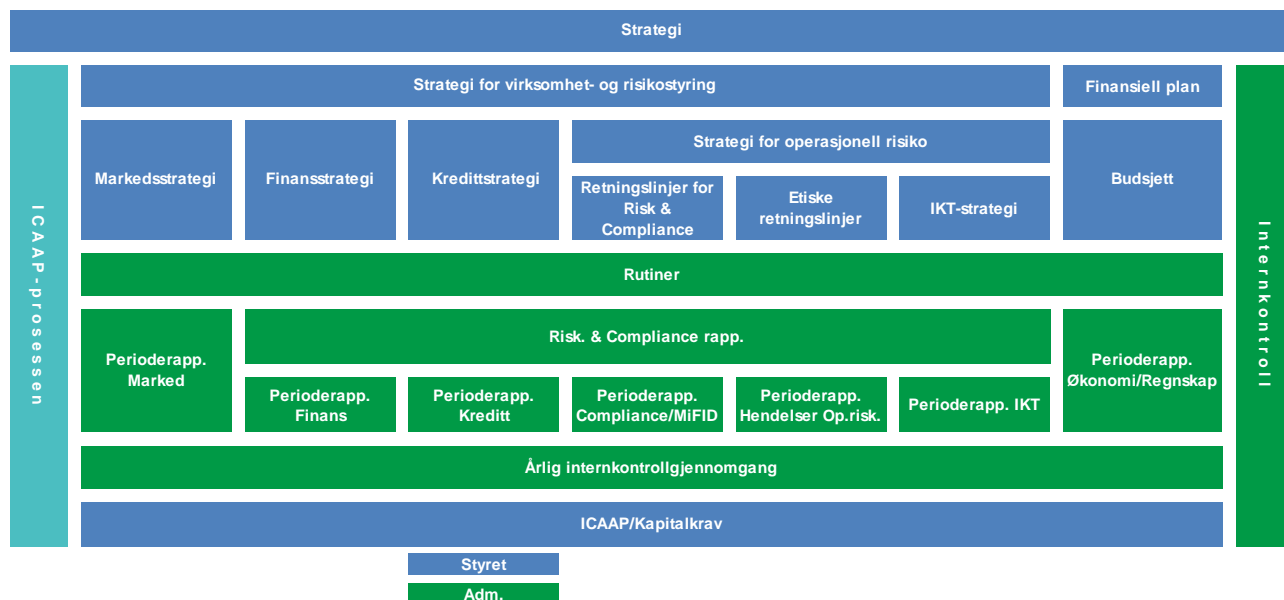 Strategi
ICAAP-prosessen
Strategi for virksomhet- og risikostyring
Finansiell plan
Internkontroll
Markedsstrategi
Finansstrategi
Kredittstrategi
Strategi for operasjonell risiko
Budsjett
Retningslinjer for
Risk &
Compliance
Etiske
retningslinjer
IKT-strategi
Rutiner
Perioderapp.
Marked
Risk. & Compliance rapp.
Perioderapp.
Økonomi/Regnskap
Perioderapp.
Finans
Perioderapp.
Kreditt
Perioderapp.
Compliance/MiFID
Perioderapp.
Hendelser Op.risk.
Perioderapp. IKT
Årlig internkontrollgjennomgang
ICAAP/Kapitalkrav
Styret
Adm.